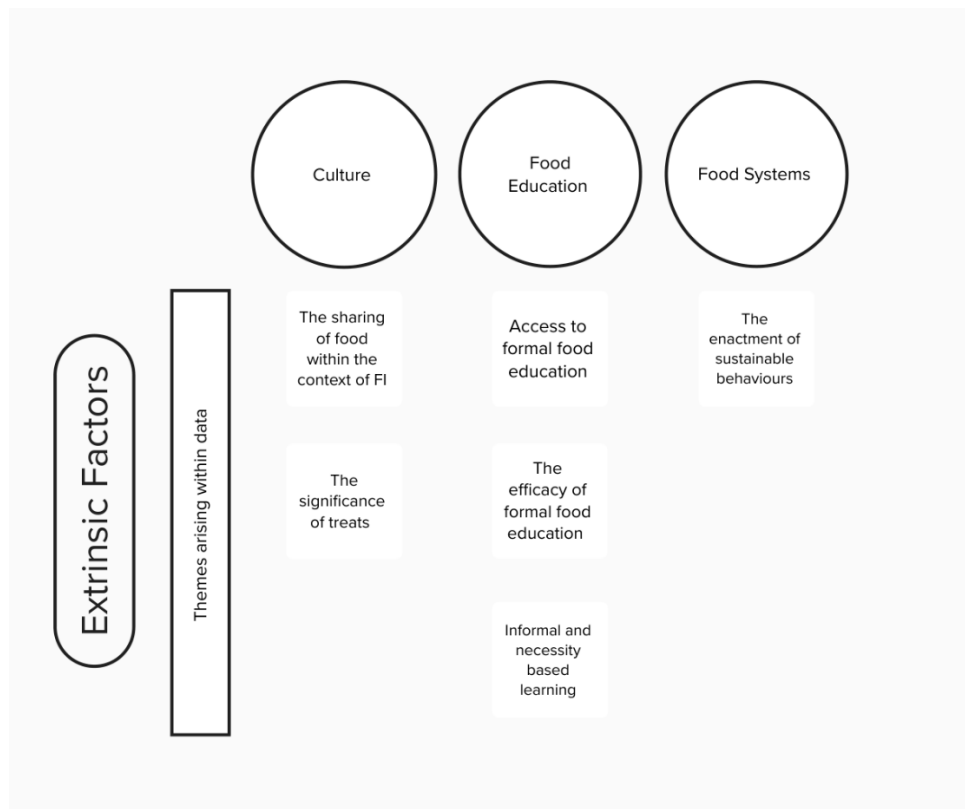 Culture
Food
Education
Food Systems
Extrinsic Factors
Themes arising within data
The sharing
of food
within the
context of FI
Access to
formal food
education
The
enactment of
sustainable
behaviours
The
significance
of treats
The
efficacy of
formal food
education
Informal and
necessity
based
learning